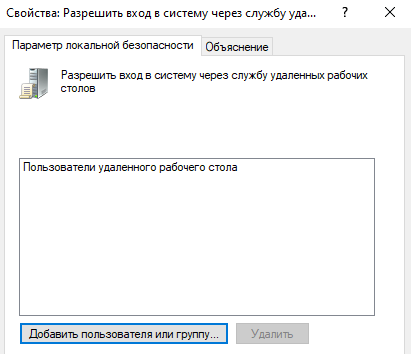 Свойства: Разрешить вход в систему через службу уда... ? ×
Параметр локальной безопасности Объяснение
Разрешить вход в систему через службу удаленных рабочих
столов
Пользователи удаленного рабочего стола
Добавить пользователя или группу... Удалить